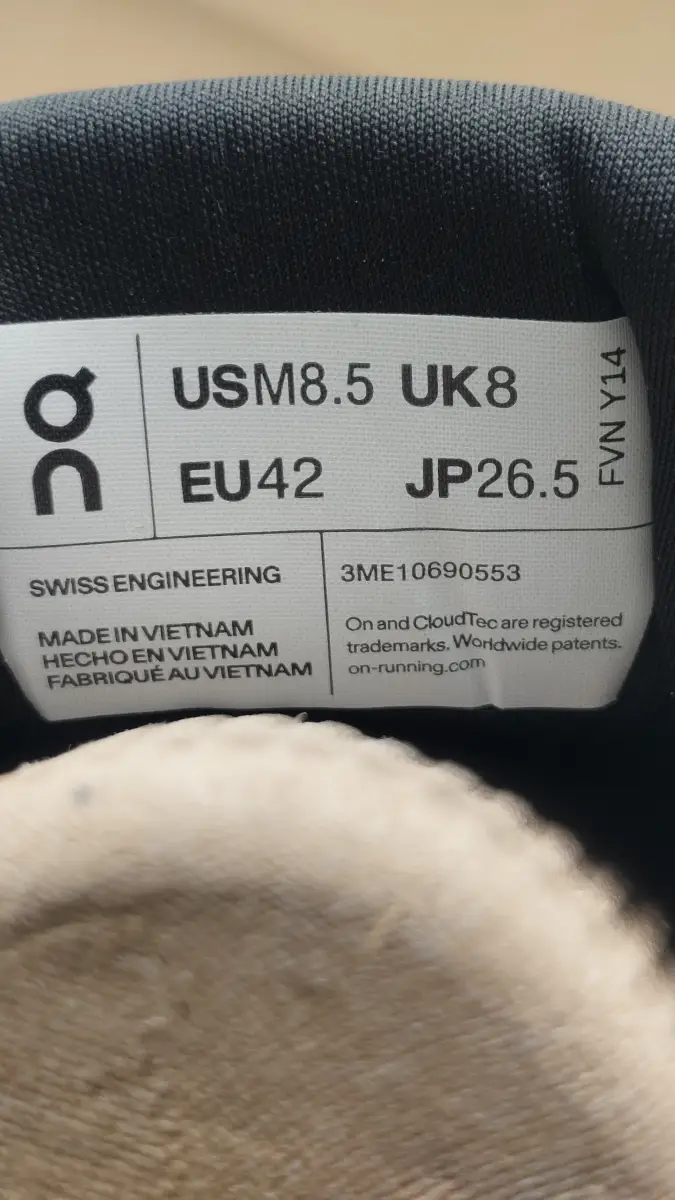 On
USM8.5 UK8
EU42 JP26.5
FVN Y14
SWISS ENGINEERING
MADE IN VIETNAM
HECHO EN VIETNAM
FABRIQUÉ AU VIETNAM
3ME10690553
On and CloudTec are registered
trademarks. Worldwide patents.
on-running.com